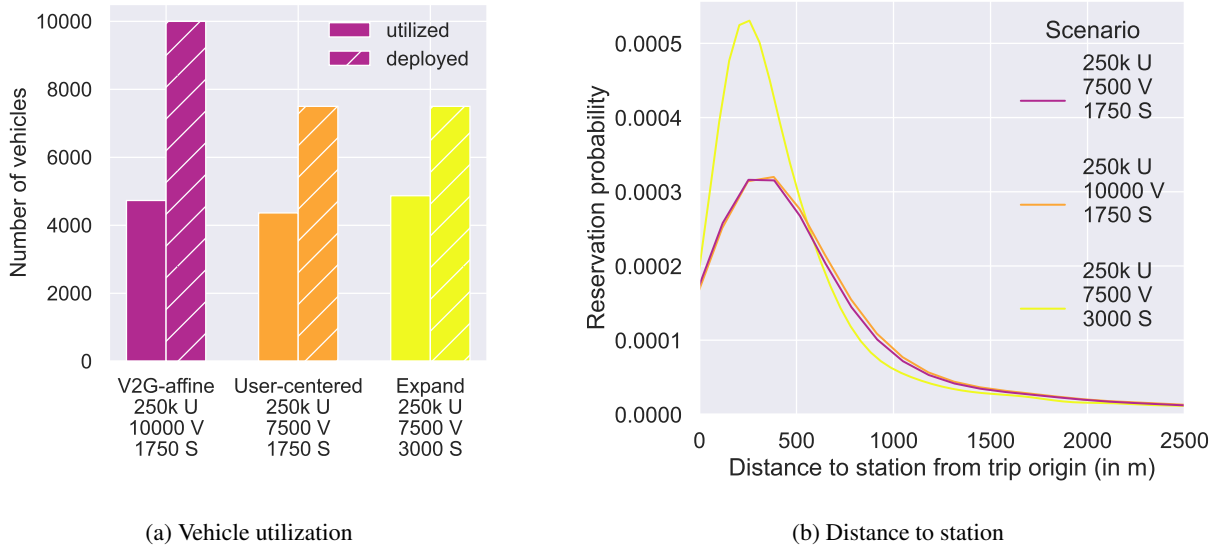 Number of vehicles
10000
8000
6000
4000
2000
0
utilized
deployed
V2G-affine
250k U
10000 V
1750 S
User-centered
250k U
7500 V
1750 S
Expand
250k U
7500 V
3000 S
(a) Vehicle utilization
Reservation probability
0.0005
0.0004
0.0003
0.0002
0.0001
0.0000
Scenario
250k U
7500 V
1750 S
250k U
10000 V
1750 S
250k U
7500 V
3000 S
0
500
1000
1500
2000
2500
Distance to station from trip origin (in m)
(b) Distance to station